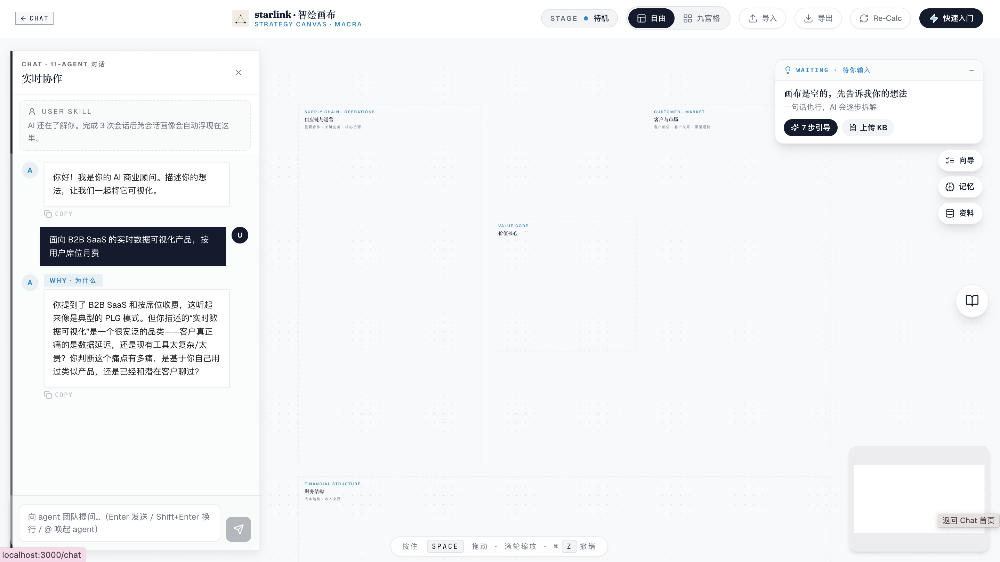 CHAT
starlink · 智绘画布
STRATEGY CANVAS · MACRA
STAGE 待机
自由
九宫格
导入
导出
Re-Calc
快速入门
CHAT · 11-AGENT 对话
实时协作
USER SKILL
AI 还在了解你。完成 3 次会话后跨会话画像会自动浮现在这
里。
A
你好！我是你的 AI 商业顾问。描述你的想
法，让我们一起将它可视化。
COPY
面向 B2B SaaS 的实时数据可视化产品，按
用户席位月费
U
A
WHY · 为什么
你提到了 B2B SaaS 和按席位收费，这听起
来像是典型的 PLG 模式。但你描述的“实时数
据可视化”是一个很宽泛的品类——客户真正
痛的是数据延迟，还是现有工具太复杂/太
贵？你判断这个痛点有多痛，是基于你自己用
过类似产品，还是已经和潜在客户聊过？
COPY
向 agent 团队提问...（Enter 发送 / Shift+Enter 换
行 / @ 唤起 agent）
localhost:3000/chat
SUPPLY CHAIN · OPERATIONS
供应链与运营
重要合作 · 关键业务 · 核心资源
VALUE CORE
价值核心
CUSTOMER · MARKET
客户与市场
客户细分 · 客户关系 · 渠道通路
FINANCIAL STRUCTURE
财务结构
成本结构 · 收入来源
WAITING · 待你输入
画布是空的，先告诉我你的想法
一句话也行，AI 会逐步拆解
7 步引导
上传 KB
向导
记忆
资料
返回 Chat 首页
按住 SPACE 拖动 · 滚轮缩放 · ⌘ Z 撤销